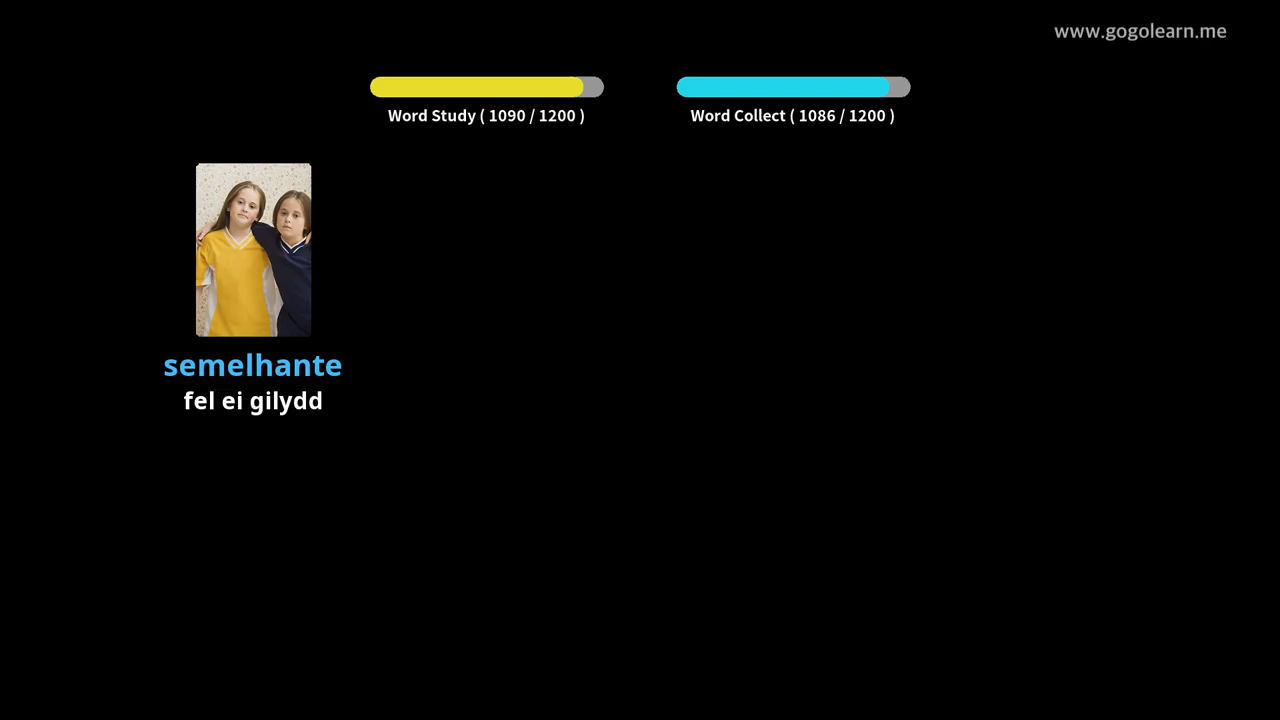 www.gogolearn.me
Word Study ( 1090 / 1200 )
Word Collect ( 1086 / 1200 )
semelhante
fel ei gilydd